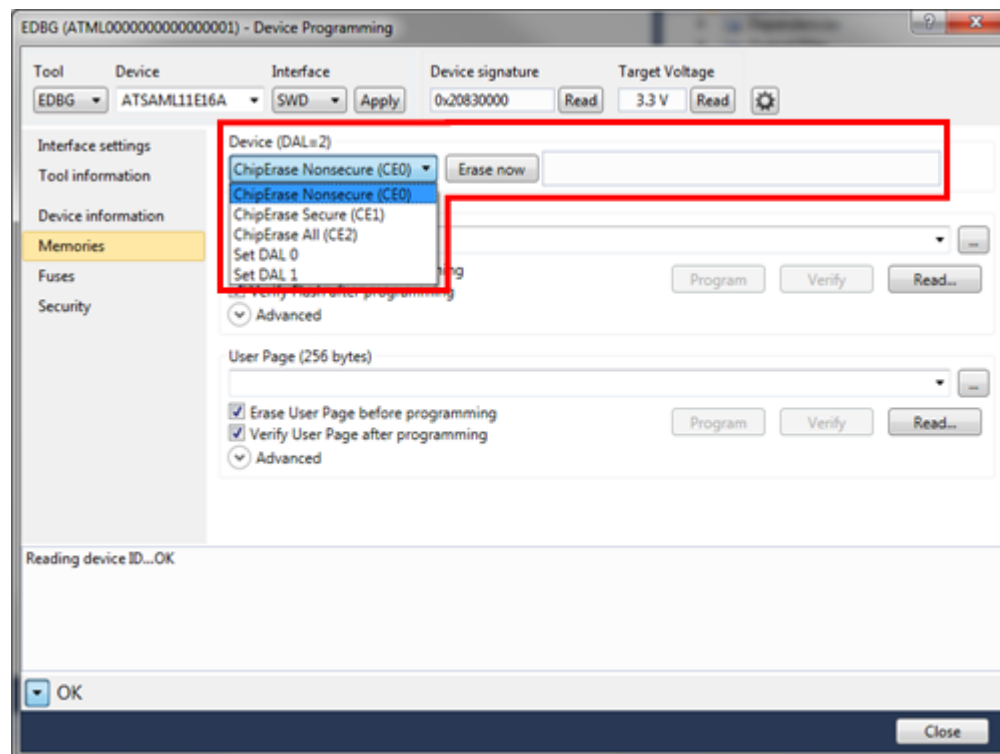 EDBG (ATML0000000000000001) - Device Programming
Tool Device Interface Device signature Target Voltage
EDBG ATSAML11E16A SWD Apply 0x20830000 Read 3.3 V Read
Interface settings
Tool information
Device information
Memories
Fuses
Security
Device (DAL=2)
ChipErase Nonsecure (CE0) Erase now
ChipErase Nonsecure (CE0)
ChipErase Secure (CE1)
ChipErase All (CE2)
Set DAL 0
Set DAL 1
...
Program Verify Read...
Verify Flash after programming
Advanced
User Page (256 bytes)
...
Erase User Page before programming
Verify User Page after programming
Program Verify Read...
Advanced
Reading device ID...OK
OK
Close